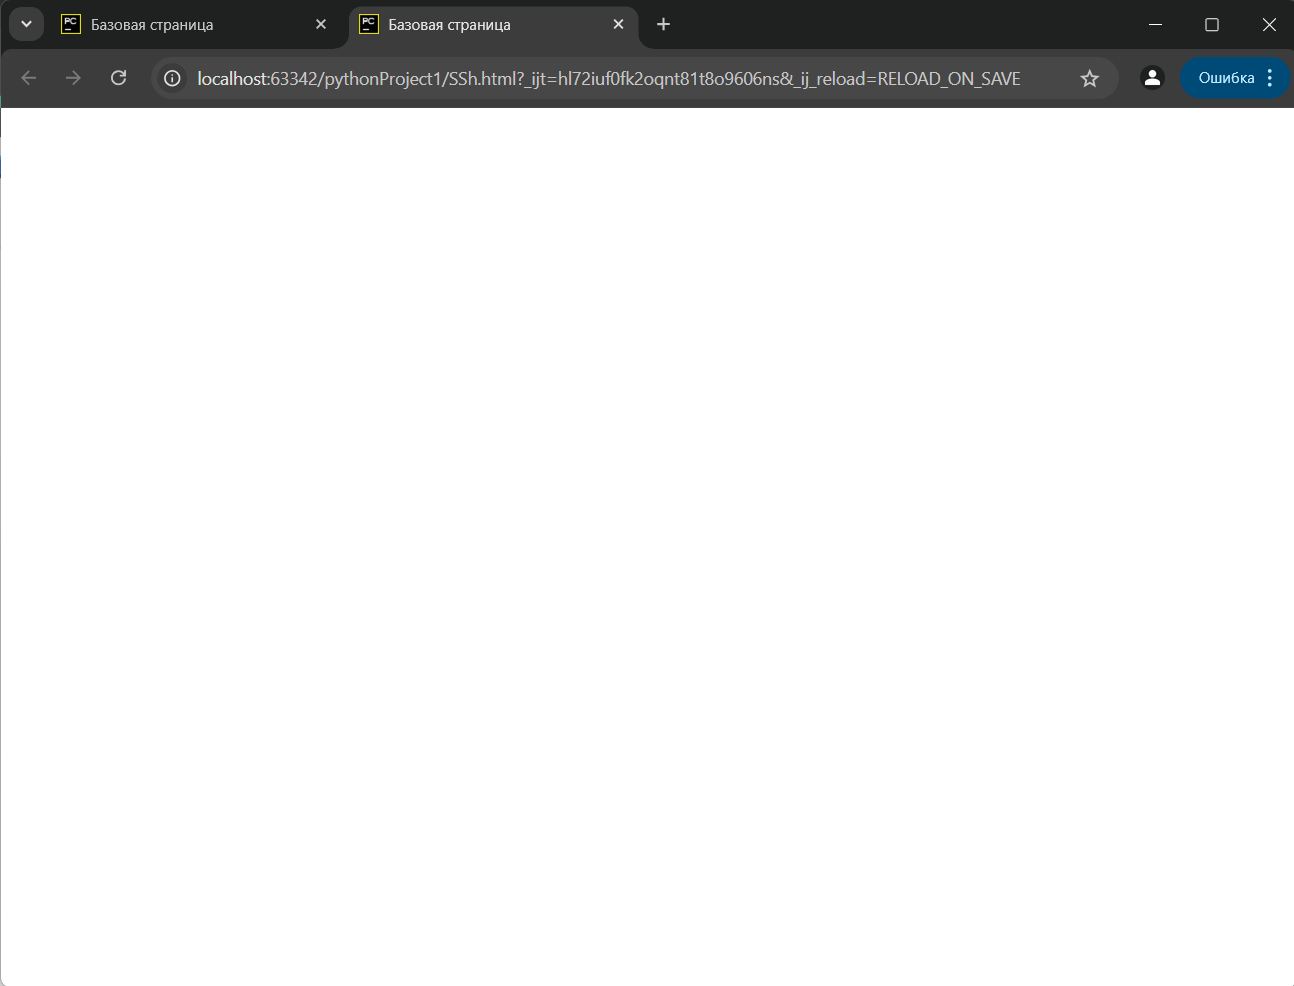 PC Базовая страница
PC Базовая страница
localhost:63342/pythonProject1/SSh.html?_ijt=hl72iuf0fk2oqnt81t8o9606ns&_ij_reload=RELOAD_ON_SAVE
Ошибка